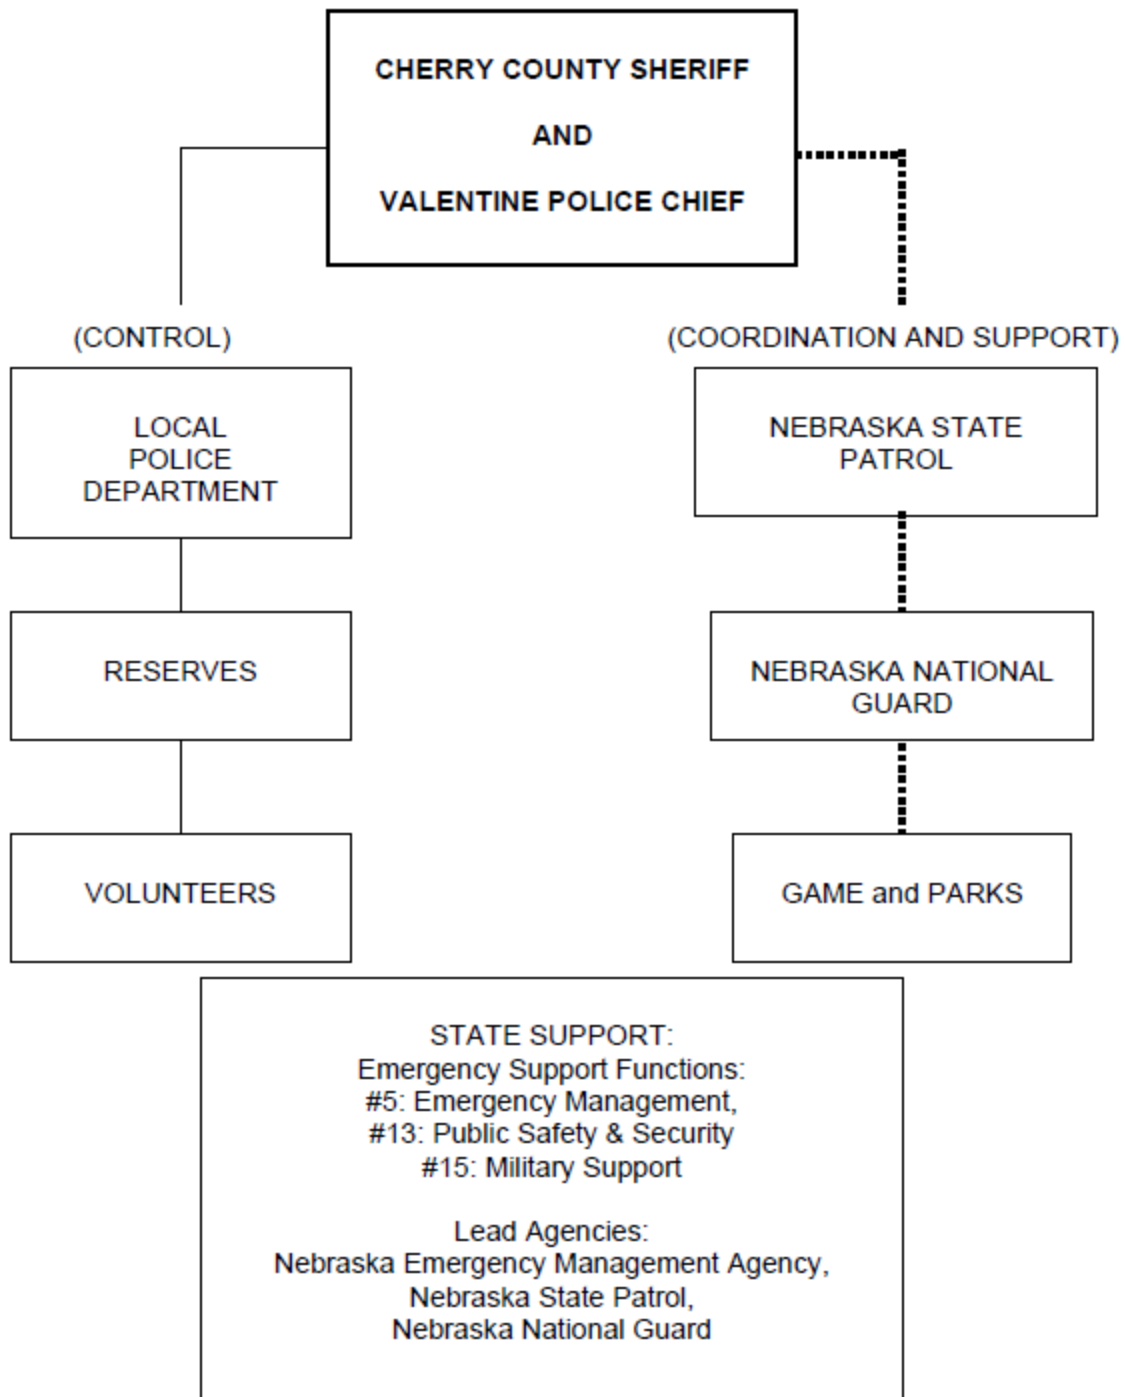 CHERRY COUNTY SHERIFF
AND
VALENTINE POLICE CHIEF
(CONTROL)
LOCAL
POLICE
DEPARTMENT
RESERVES
VOLUNTEERS
(COORDINATION AND SUPPORT)
NEBRASKA STATE
PATROL
NEBRASKA NATIONAL
GUARD
GAME and PARKS
STATE SUPPORT:
Emergency Support Functions:
#5: Emergency Management,
#13: Public Safety & Security
#15: Military Support
Lead Agencies:
Nebraska Emergency Management Agency,
Nebraska State Patrol,
Nebraska National Guard